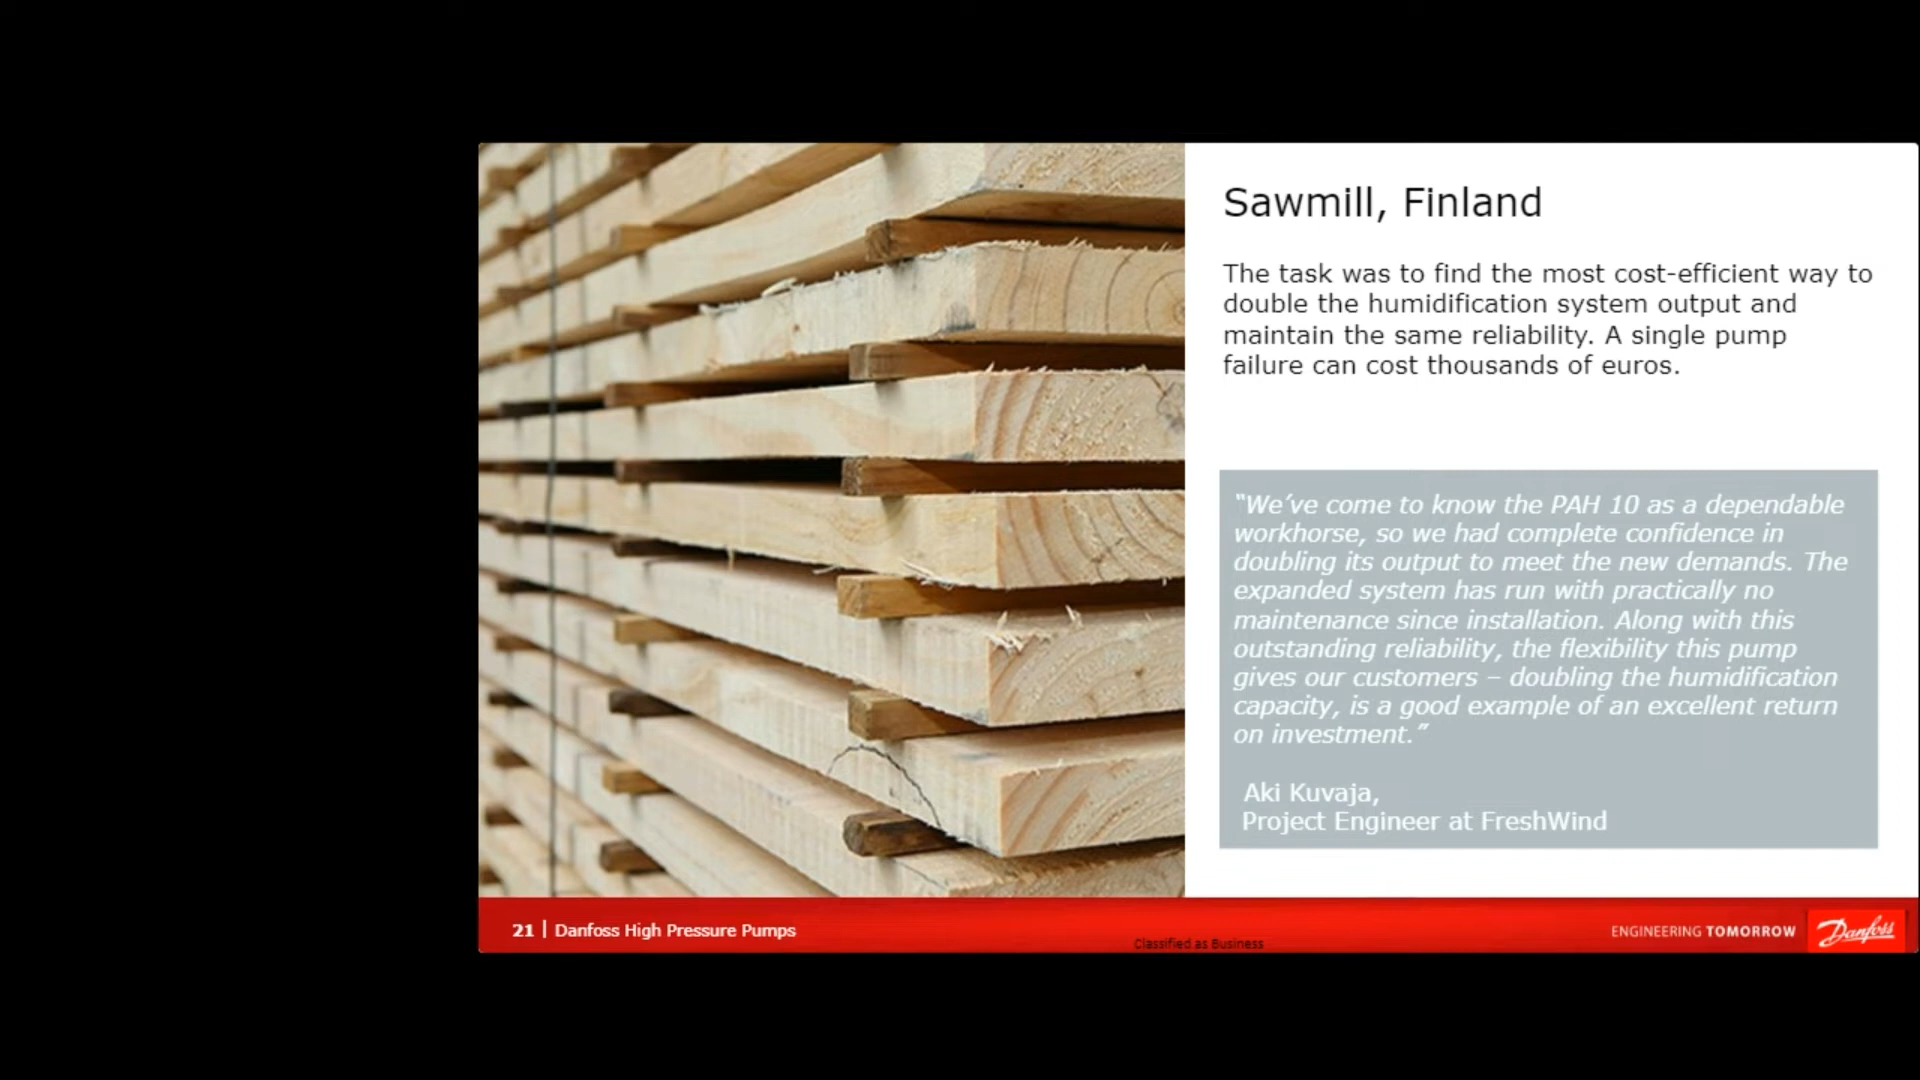 Sawmill, Finland
The task was to find the most cost-efficient way to
double the humidification system output and
maintain the same reliability. A single pump
failure can cost thousands of euros.
“We’ve come to know the PAH 10 as a dependable
workhorse, so we had complete confidence in
doubling its output to meet the new demands. The
expanded system has run with practically no
maintenance since installation. Along with this
outstanding reliability, the flexibility this pump
gives our customers – doubling the humidification
capacity, is a good example of an excellent return
on investment.”
Aki Kuvaja,
Project Engineer at FreshWind
21 | Danfoss High Pressure Pumps
Classified as Business
ENGINEERING TOMORROW
Danfoss